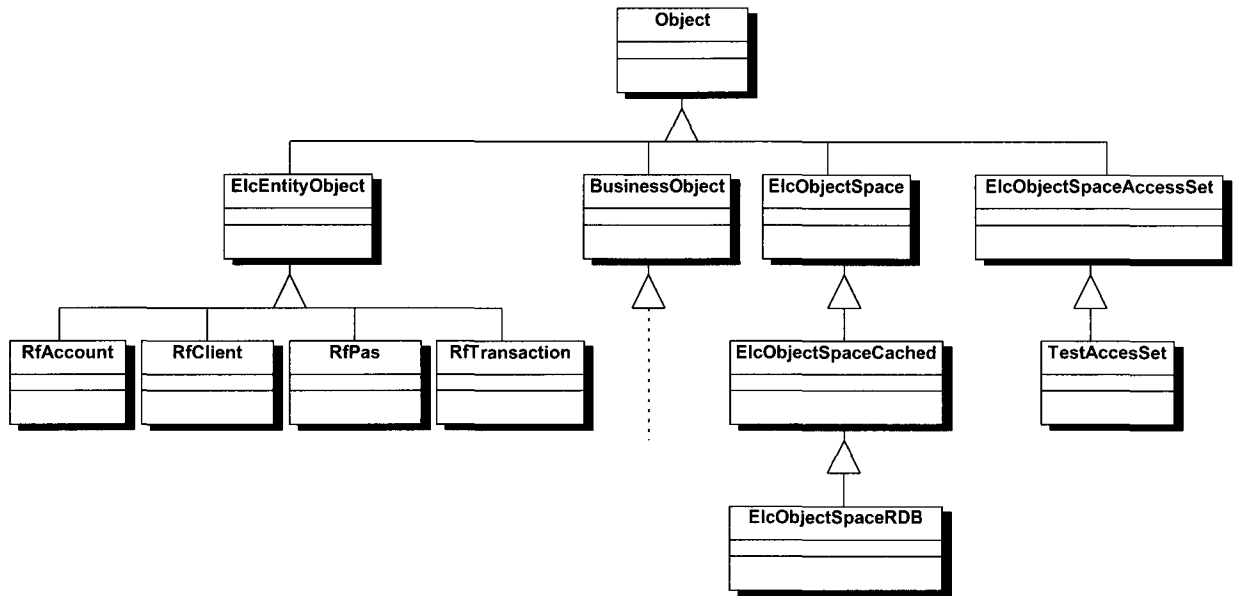 Object
ElcEntityObject
BusinessObject
ElcObjectSpace
ElcObjectSpaceAccessSet
RfAccount
RfClient
RfPas
RfTransaction
ElcObjectSpaceCached
TestAccesSet
ElcObjectSpaceRDB